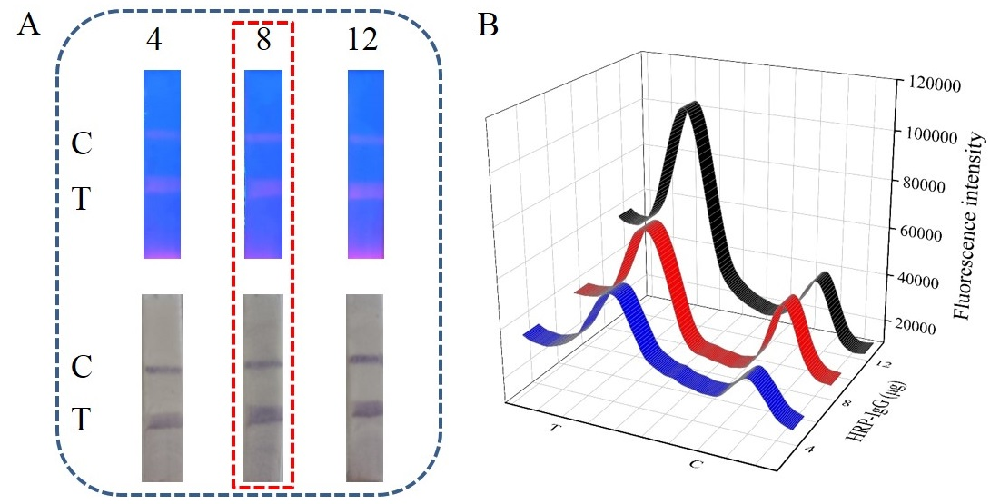 A
4 8 12
C
T
C
T
B
120000
100000
80000
60000
40000
20000
Fluorescence intensity
12
8
4
HRP-IgG (μg)
T
C